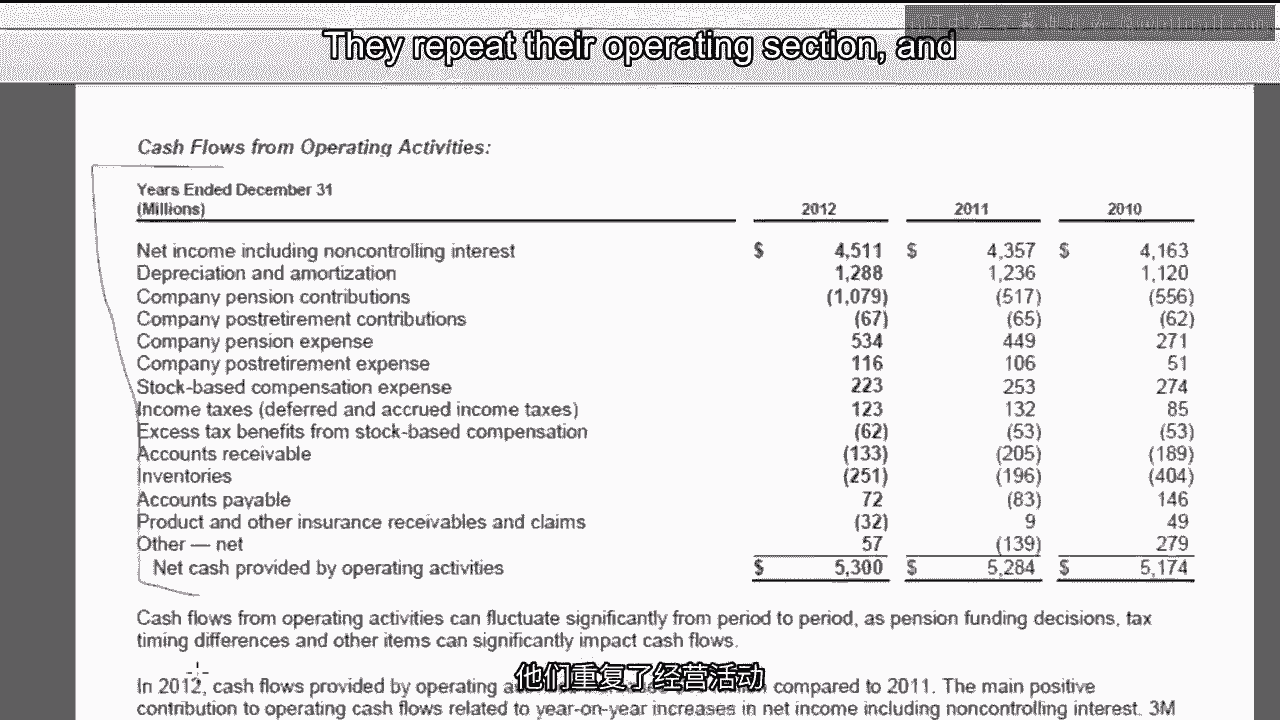 They repeat their operating section, and
Cash Flows from Operating Activities:
Years Ended December 31
(Millions) 2012 2011 2010
Net income including noncontrolling interest $ 4,511 $ 4,357 $ 4,163
Depreciation and amortization 1,288 1,236 1,120
Company pension contributions (1,079) (517) (556)
Company postretirement contributions (67) (65) (62)
Company pension expense 534 449 271
Company postretirement expense 116 106 51
Stock-based compensation expense 223 253 274
Income taxes (deferred and accrued income taxes) 123 132 85
Excess tax benefits from stock-based compensation (62) (53) (53)
Accounts receivable (133) (205) (189)
Inventories (251) (196) (404)
Accounts payable 72 (83) 146
Product and other insurance receivables and claims (32) 9 49
Other — net 57 (139) 279
Net cash provided by operating activities $ 5,300 $ 5,284 $ 5,174
Cash flows from operating activities can fluctuate significantly from period to period, as pension funding decisions, tax
timing differences and other items can significantly impact cash flows.
In 2012, cash flows provided by operating compared to 2011. The main positive
他们重复了经营活动
contribution to operating cash flows related to year-on-year increases in net income including noncontrolling interest. 3M